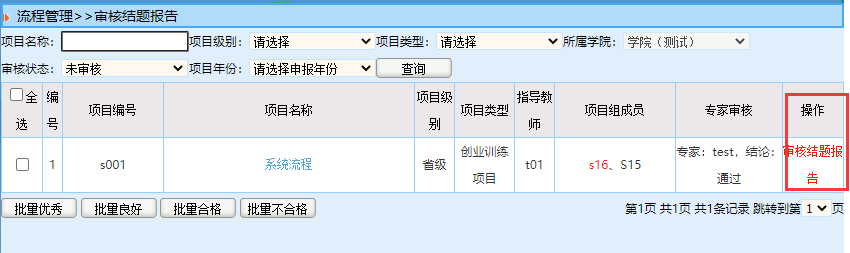 流程管理>>审核结题报告
项目名称： 项目级别： 请选择 项目类型： 请选择 所属学院： 学院（测试）
审核状态： 未审核 项目年份： 请选择申报年份 查询
全选 编号 项目编号 项目名称 项目级别 项目类型 指导教师 项目组成员 专家审核 操作
1 s001 系统流程 省级 创业训练项目 t01 s16、S15 专家：test，结论：通过 审核结题报告
批量优秀 批量良好 批量合格 批量不合格 第1页 共1页 共1条记录 跳转到第 1 页